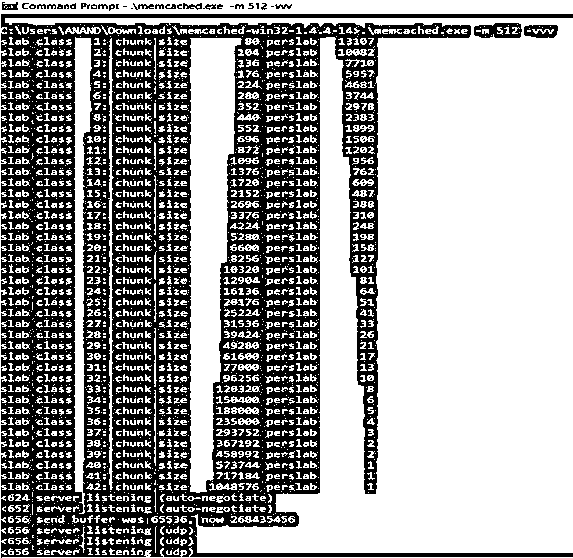 Command Prompt - .\memcached.exe -m 512 -vvv
C:\Users\ANAND\Downloads\memcached-win32-1.4.4-14>.\memcached.exe -m 512 -vvv
slab class 1: chunk size 80 perslab 13107
slab class 2: chunk size 104 perslab 10082
slab class 3: chunk size 136 perslab 7710
slab class 4: chunk size 176 perslab 5957
slab class 5: chunk size 224 perslab 4681
slab class 6: chunk size 280 perslab 3744
slab class 7: chunk size 352 perslab 2978
slab class 8: chunk size 440 perslab 2383
slab class 9: chunk size 552 perslab 1899
slab class 10: chunk size 696 perslab 1506
slab class 11: chunk size 872 perslab 1202
slab class 12: chunk size 1096 perslab 956
slab class 13: chunk size 1376 perslab 762
slab class 14: chunk size 1720 perslab 609
slab class 15: chunk size 2152 perslab 487
slab class 16: chunk size 2696 perslab 388
slab class 17: chunk size 3376 perslab 310
slab class 18: chunk size 4224 perslab 248
slab class 19: chunk size 5280 perslab 198
slab class 20: chunk size 6600 perslab 158
slab class 21: chunk size 8256 perslab 127
slab class 22: chunk size 10320 perslab 101
slab class 23: chunk size 12904 perslab 81
slab class 24: chunk size 16136 perslab 64
slab class 25: chunk size 20176 perslab 51
slab class 26: chunk size 25224 perslab 41
slab class 27: chunk size 31536 perslab 33
slab class 28: chunk size 39424 perslab 26
slab class 29: chunk size 49280 perslab 21
slab class 30: chunk size 61600 perslab 17
slab class 31: chunk size 77000 perslab 13
slab class 32: chunk size 96256 perslab 10
slab class 33: chunk size 120320 perslab 8
slab class 34: chunk size 150400 perslab 6
slab class 35: chunk size 188000 perslab 5
slab class 36: chunk size 235000 perslab 4
slab class 37: chunk size 293752 perslab 3
slab class 38: chunk size 367192 perslab 2
slab class 39: chunk size 458992 perslab 2
slab class 40: chunk size 573744 perslab 1
slab class 41: chunk size 717184 perslab 1
slab class 42: chunk size 1048576 perslab 1
<624 server listening (auto-negotiate)
<652 server listening (auto-negotiate)
<656 send buffer was 65536, now 268435456
<656 server listening (udp)
<656 server listening (udp)
<656 server listening (udp)